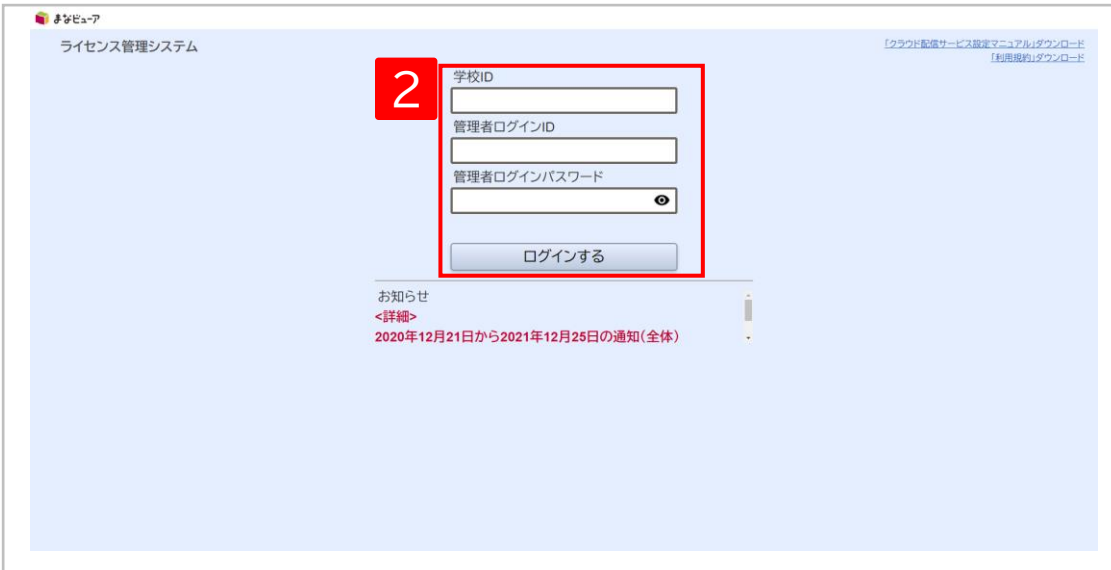 まなビューア
ライセンス管理システム
「クラウド配信サービス設定マニュアル」ダウンロード
「利用規約」ダウンロード
2
学校ID
管理者ログインID
管理者ログインパスワード
ログインする
お知らせ
<詳細>
2020年12月21日から2021年12月25日の通知(全体)